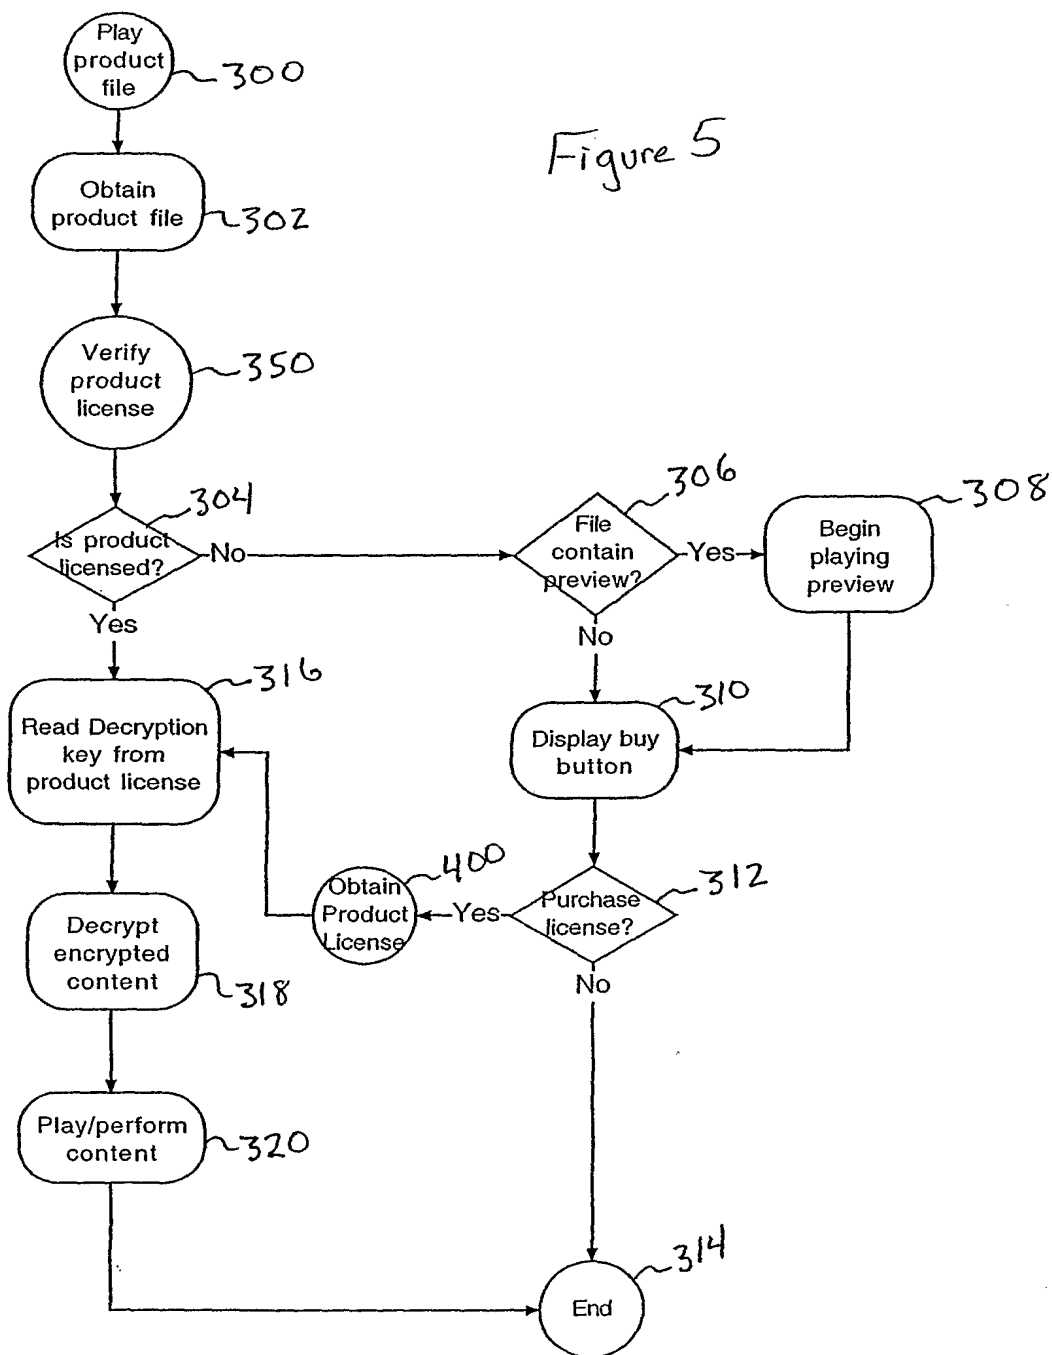 Play
product
file
300
Figure 5
Obtain
product file
302
Verify
product
license
350
304
Is product
licensed?
No
Yes
306
File
contain
preview?
Yes
No
308
Begin
playing
preview
316
Read Decryption
key from
product license
310
Display buy
button
400
Obtain
Product
License
Yes
312
Purchase
license?
No
Decrypt
encrypted
content
318
Play/perform
content
320
314
End